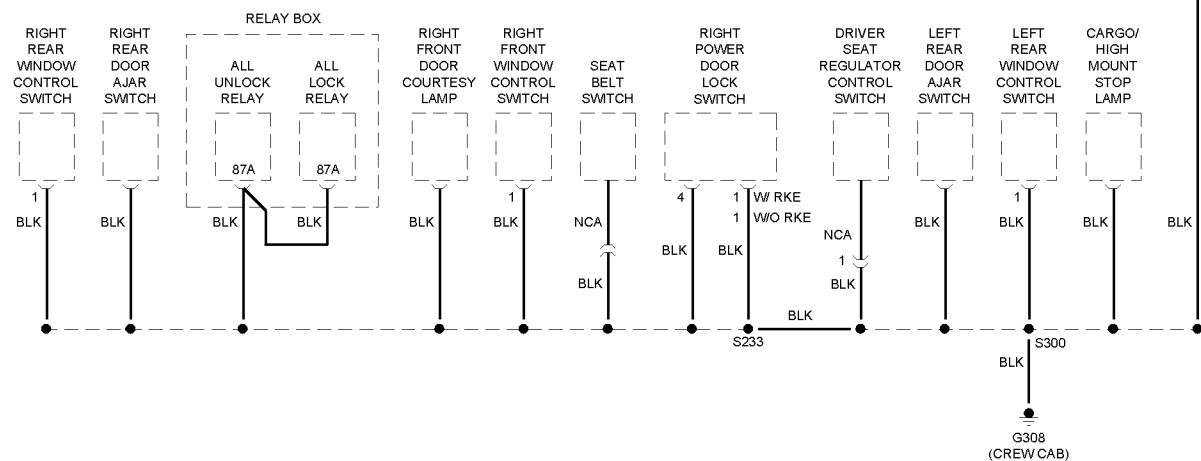 RELAY BOX
RIGHT
REAR
WINDOW
CONTROL
SWITCH
RIGHT
REAR
DOOR
AJAR
SWITCH
ALL
UNLOCK
RELAY
ALL
LOCK
RELAY
RIGHT
FRONT
DOOR
COURTESY
LAMP
RIGHT
FRONT
WINDOW
CONTROL
SWITCH
SEAT
BELT
SWITCH
RIGHT
POWER
DOOR
LOCK
SWITCH
DRIVER
SEAT
REGULATOR
CONTROL
SWITCH
LEFT
REAR
DOOR
AJAR
SWITCH
LEFT
REAR
WINDOW
CONTROL
SWITCH
CARGO/
HIGH
MOUNT
STOP
LAMP
87A
87A
1
1
4
1 W/ RKE
1 W/O RKE
1
BLK
BLK
BLK
BLK
BLK
BLK
NCA
BLK
BLK
BLK
NCA
1
BLK
BLK
BLK
BLK
BLK
BLK
S233
S300
BLK
G308
(CREW CAB)